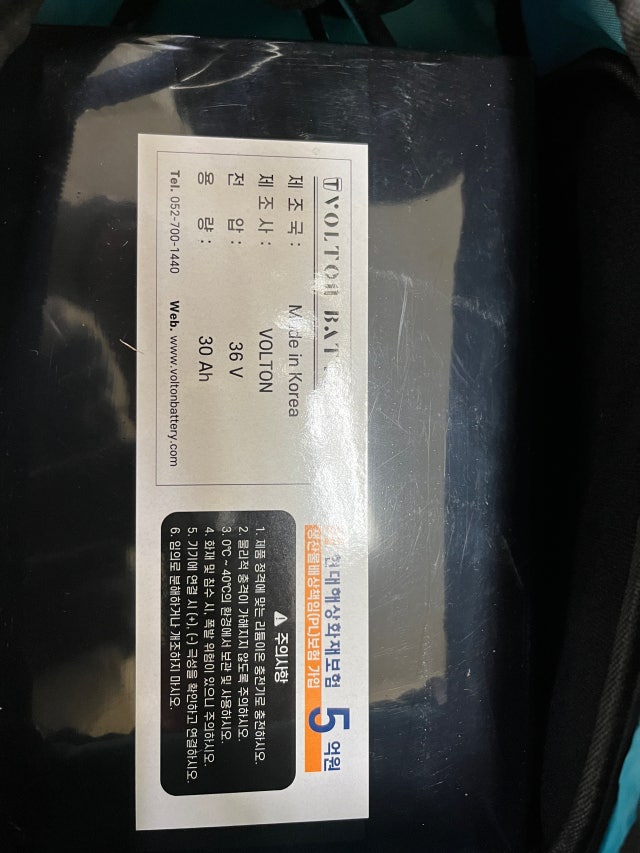 VOLTON BAT
제 조 국 : Made in Korea
제 조 사 : VOLTON
전 압 : 36 V
용 량 : 30 Ah
Tel. 052-700-1440 Web. www.voltonbattery.com
현대해상화재보험
생산물배상책임(PL)보험 가입
5 억원
주의사항
1. 제품 정격에 맞는 리튬이온 충전기로 충전하시오.
2. 물리적 충격이 가해지지 않도록 주의하시오.
3. 0℃ ~ 40℃의 환경에서 보관 및 사용하시오.
4. 화재 및 침수 시, 폭발 위험이 있으니 주의하시오.
5. 기기에 연결 시 (+), (-) 극성을 확인하고 연결하시오.
6. 임의로 분해하거나 개조하지 마시오.